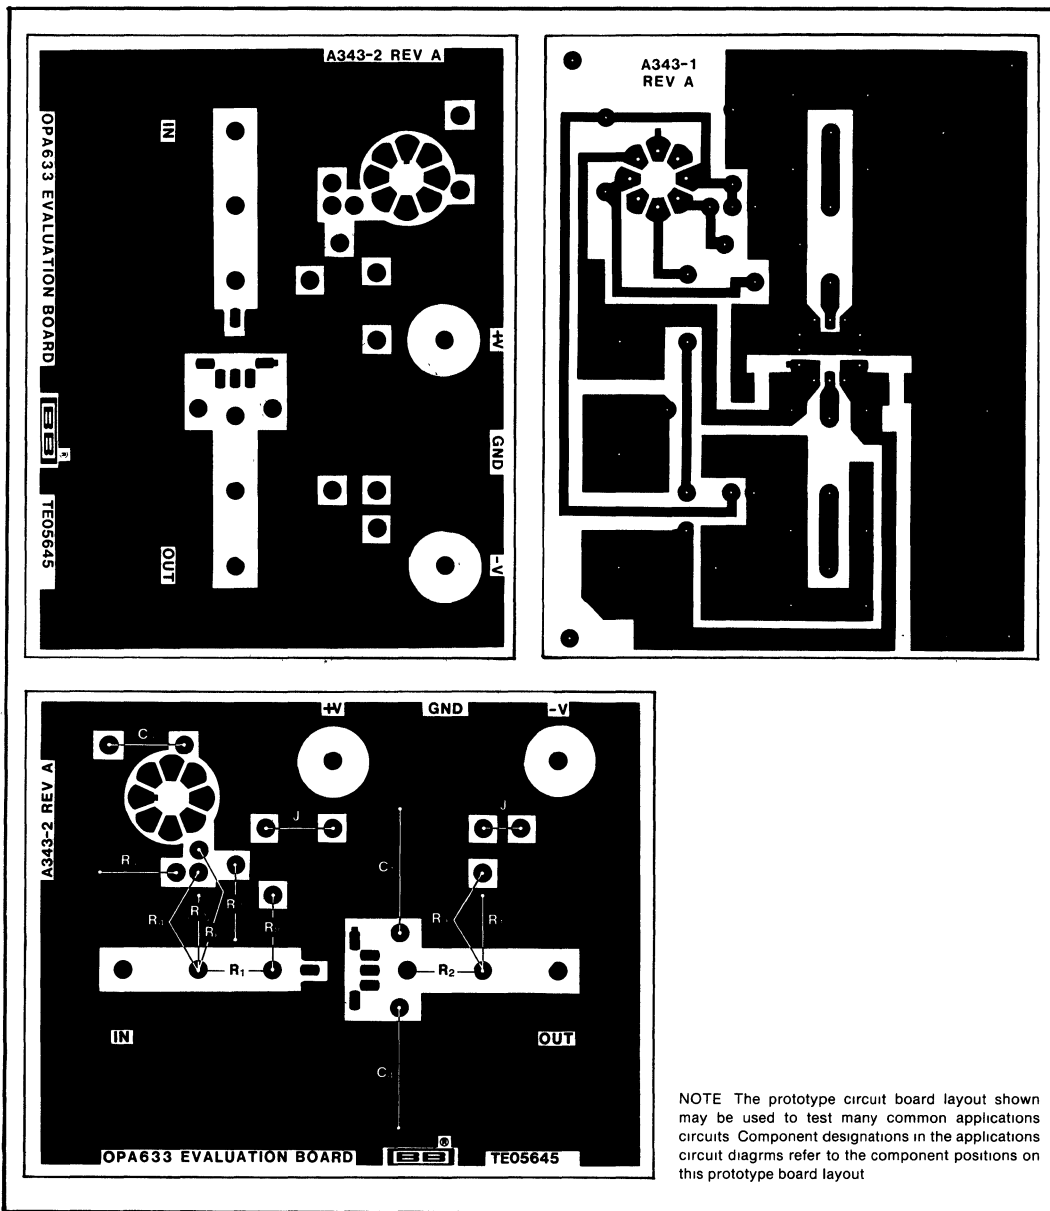 A343-2 REV A
OPA633 EVALUATION BOARD
IN
+V
GND
BB
®
TE05645
OUT
-V
A343-1
REV A
+V
GND
-V
A343-2 REV A
C
J
J
R
C
R
R
R
R
R
R
R
R1
R2
IN
OUT
C
OPA633 EVALUATION BOARD
BB
®
TE05645
NOTE The prototype circuit board layout shown
may be used to test many common applications
circuits Component designations in the applications
circuit diagrms refer to the component positions on
this prototype board layout